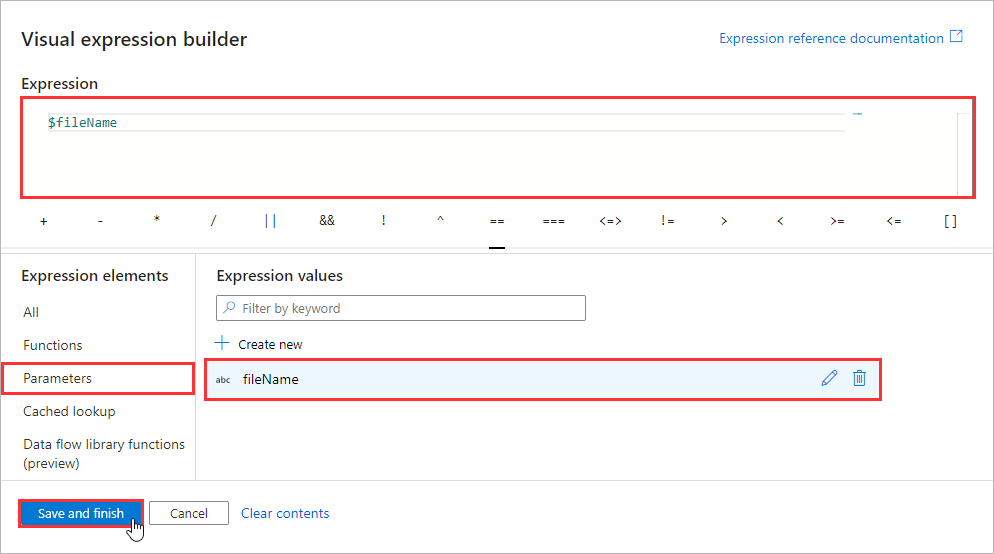 Visual expression builder
Expression reference documentation
Expression
$fileName
+ - * / || && ! ^ == === <=> != > < >= <= []
Expression elements
Expression values
All
Filter by keyword
Functions
Create new
Parameters
abc fileName
Cached lookup
Data flow library functions
(preview)
Save and finish
Cancel
Clear contents